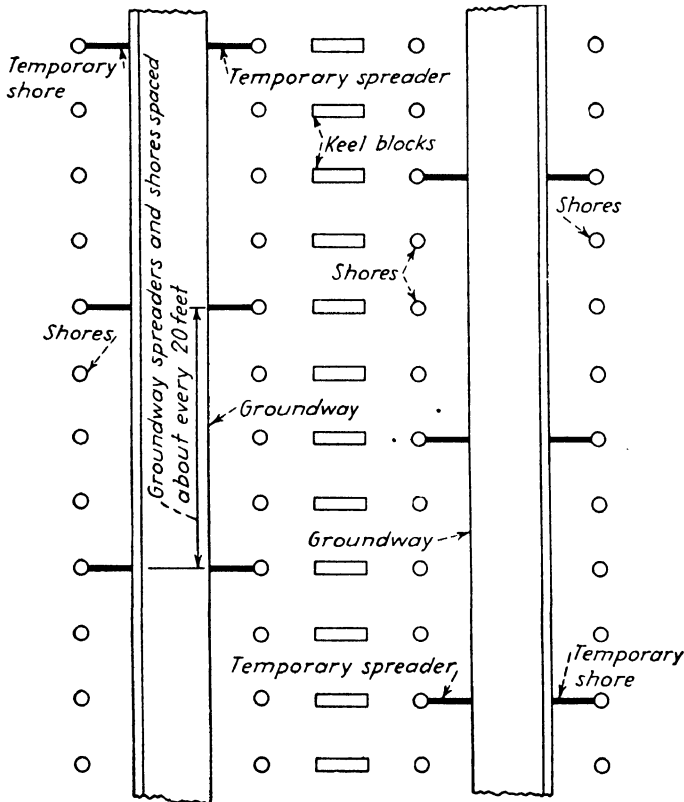 Temporary
shore
Temporary spreader
Keel blocks
Groundway spreaders and shores spaced
about every 20 feet
Shores
Shores
Shores
Groundway
Groundway
Temporary spreader
Temporary
shore